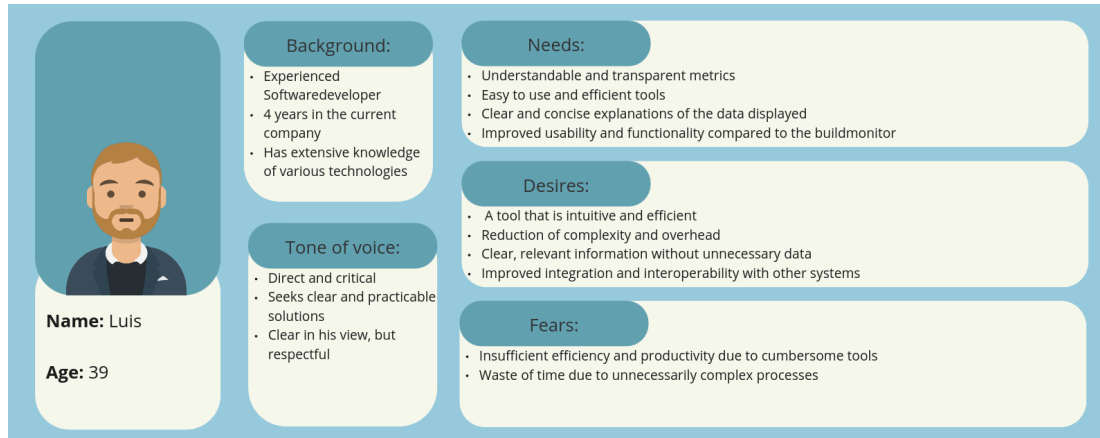 Name: Luis
Age: 39
Background:
• Experienced
Softwaredeveloper
• 4 years in the current
company
• Has extensive knowledge
of various technologies
Tone of voice:
• Direct and critical
• Seeks clear and practicable
solutions
• Clear in his view, but
respectful
Needs:
• Understandable and transparent metrics
• Easy to use and efficient tools
• Clear and concise explanations of the data displayed
• Improved usability and functionality compared to the buildmonitor
Desires:
• A tool that is intuitive and efficient
• Reduction of complexity and overhead
• Clear, relevant information without unnecessary data
• Improved integration and interoperability with other systems
Fears:
• Insufficient efficiency and productivity due to cumbersome tools
• Waste of time due to unnecessarily complex processes